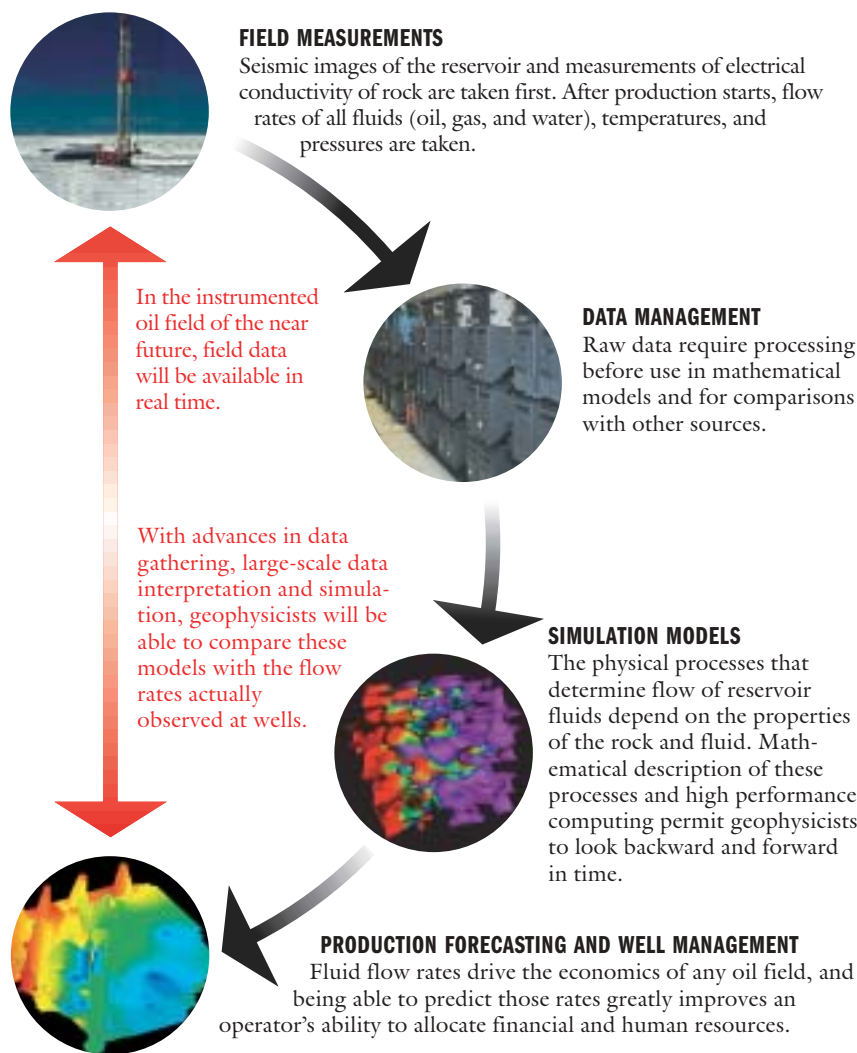 FIELD MEASUREMENTS
Seismic images of the reservoir and measurements of electrical
conductivity of rock are taken first. After production starts, flow
rates of all fluids (oil, gas, and water), temperatures, and
pressures are taken.
In the instrumented
oil field of the near
future, field data
will be available in
real time.
DATA MANAGEMENT
Raw data require processing
before use in mathematical
models and for comparisons
with other sources.
With advances in data
gathering, large-scale data
interpretation and simula-
tion, geophysicists will be
able to compare these
models with the flow
rates actually
observed at wells.
SIMULATION MODELS
The physical processes that
determine flow of reservoir
fluids depend on the properties
of the rock and fluid. Math-
ematical description of these
processes and high performance
computing permit geophysicists
to look backward and forward
in time.
PRODUCTION FORECASTING AND WELL MANAGEMENT
Fluid flow rates drive the economics of any oil field, and
being able to predict those rates greatly improves an
operator’s ability to allocate financial and human resources.